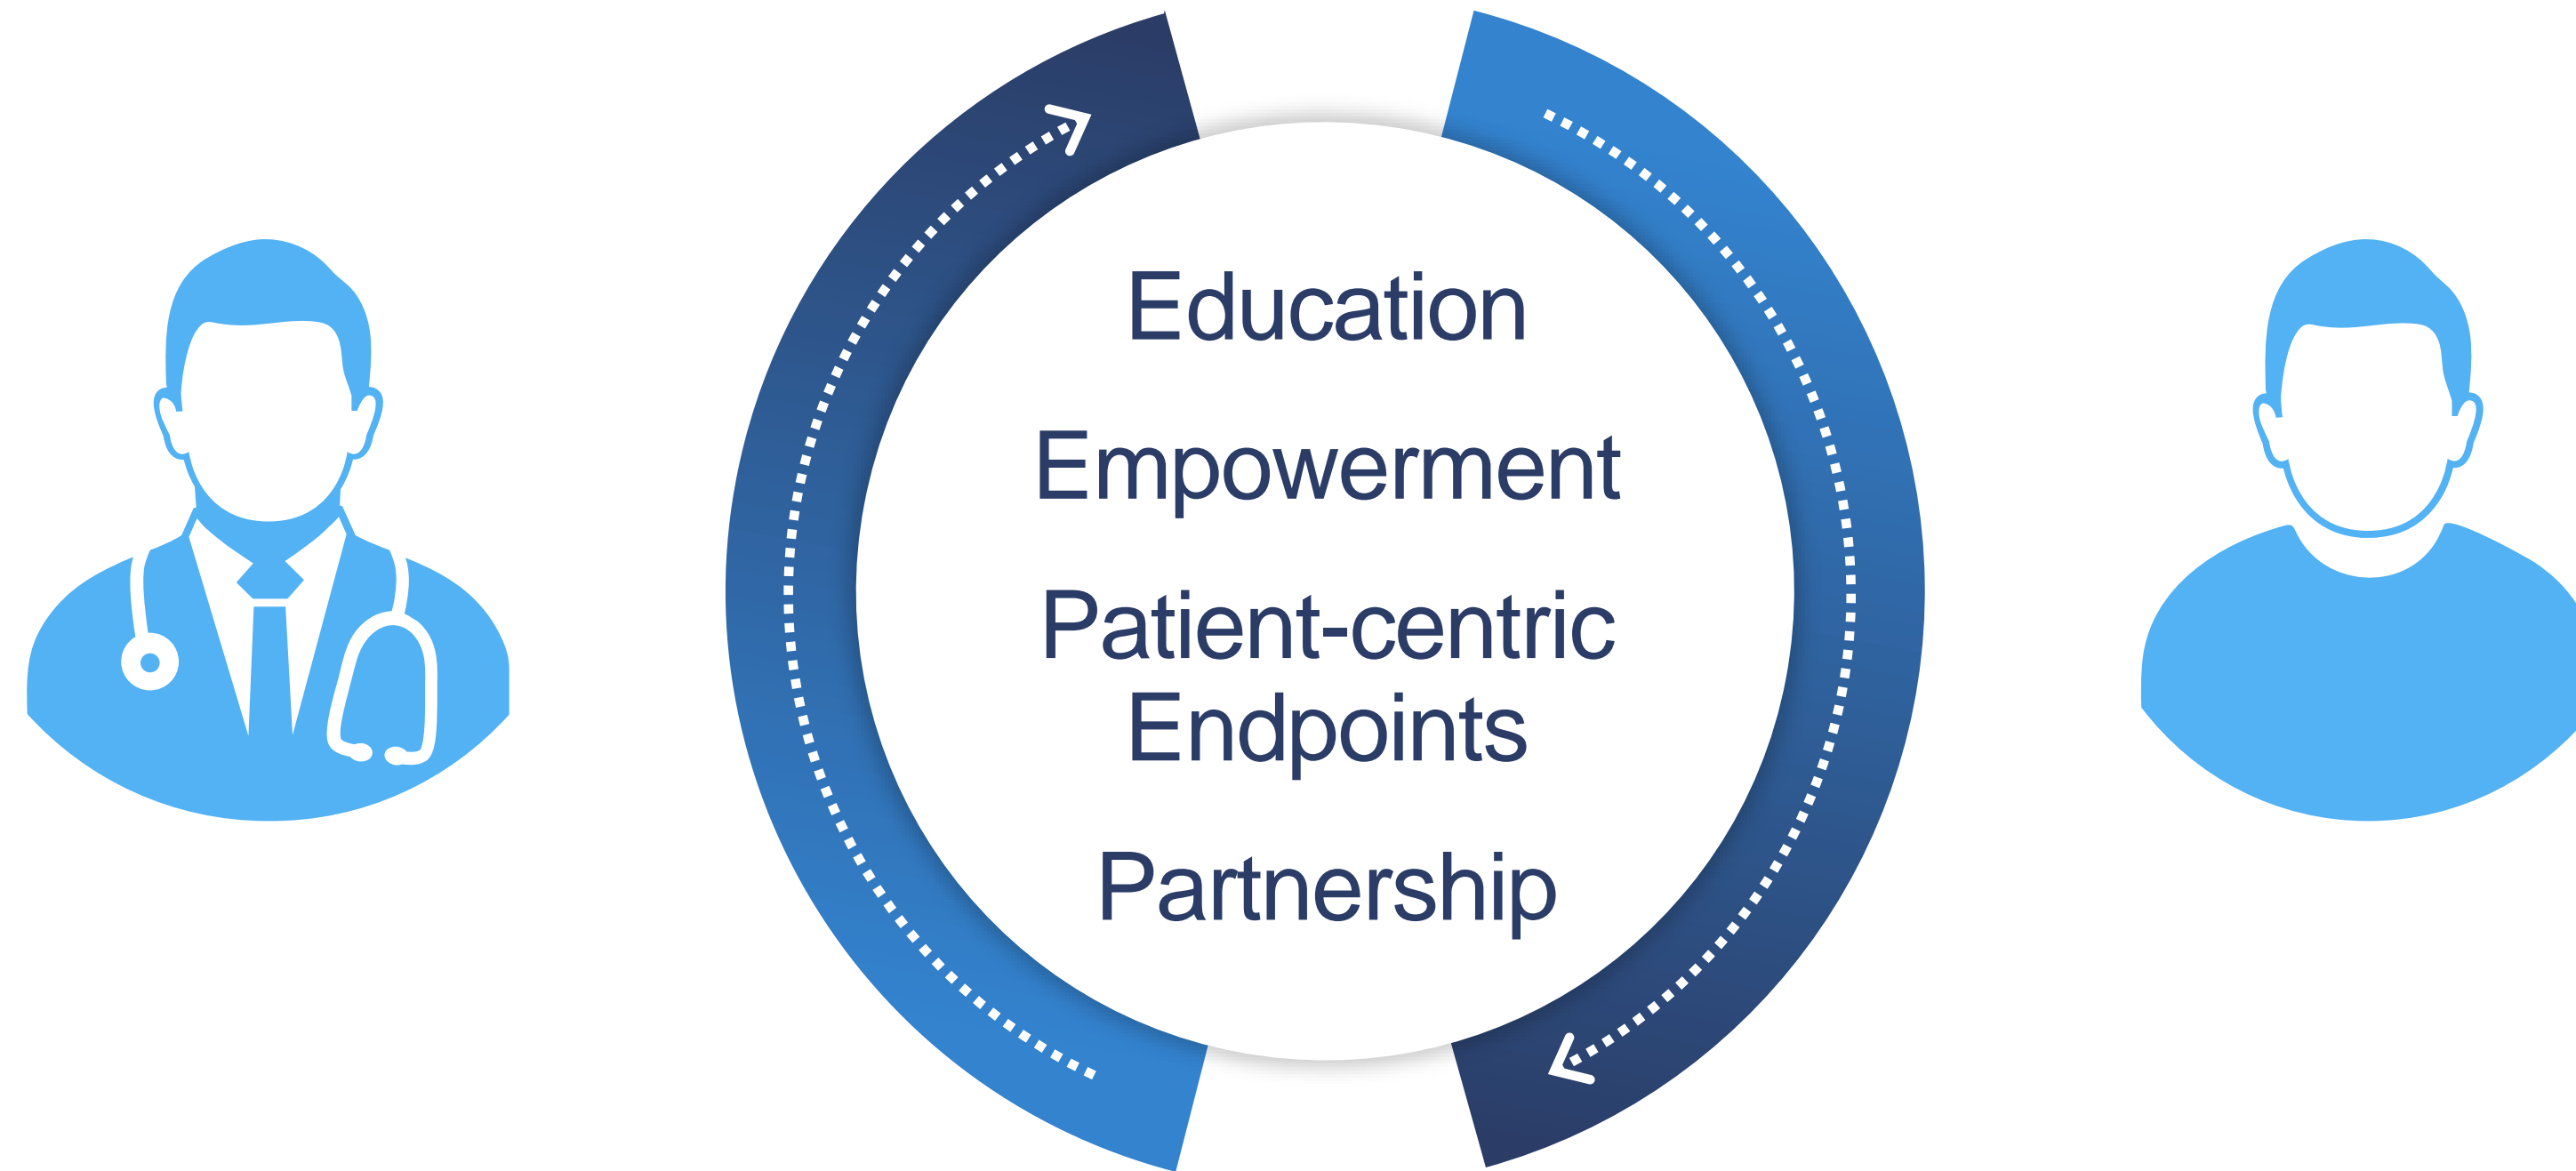 Education
Empowerment
Patient-centric
Endpoints
Partnership